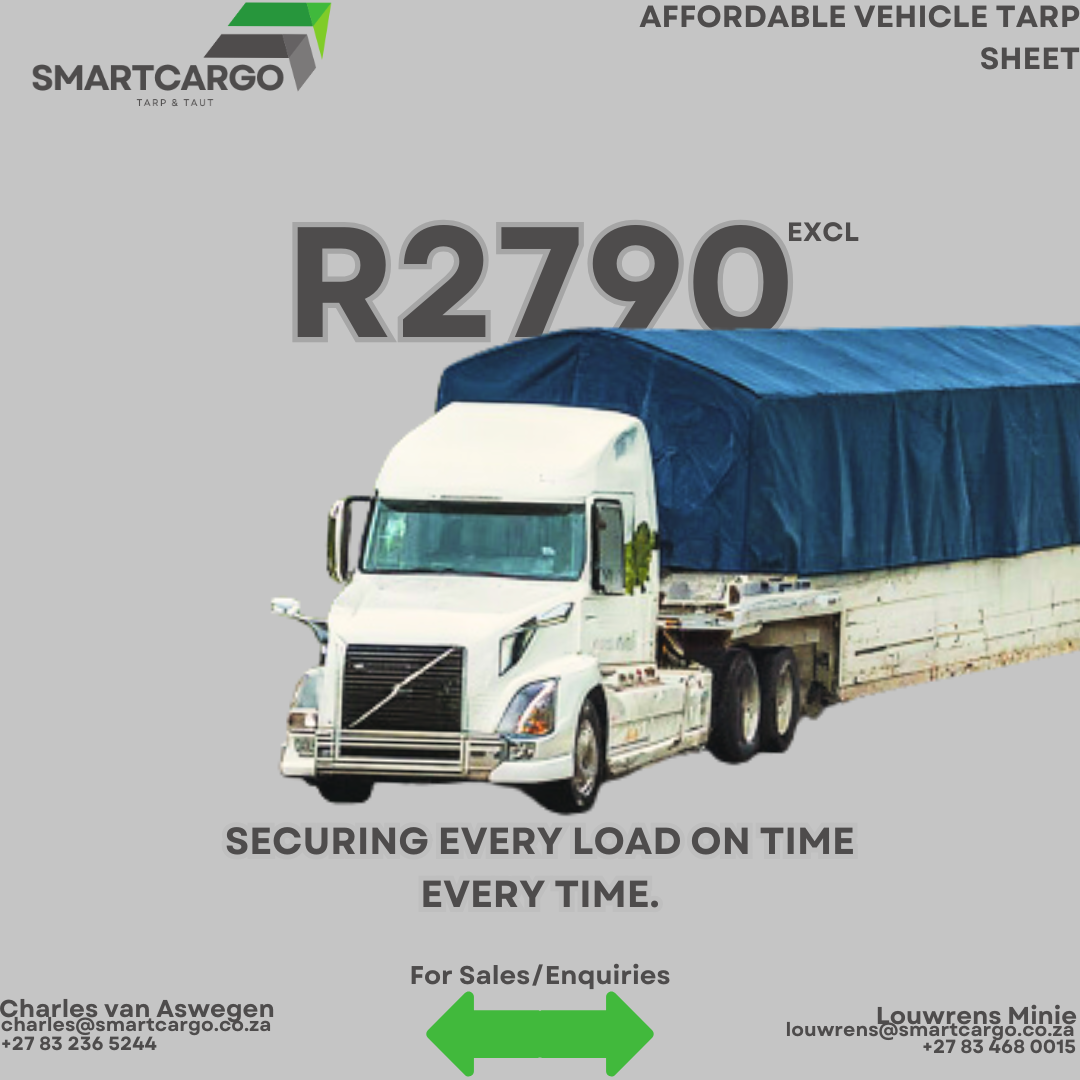 SMARTCARGO
TARP & TAUT
AFFORDABLE VEHICLE TARP
SHEET
R2790 EXCL
SECURING EVERY LOAD ON TIME
EVERY TIME.
For Sales/Enquiries
Charles van Aswegen
charles@smartcargo.co.za
+27 83 236 5244
Louwrens Minie
louwrens@smartcargo.co.za
+27 83 468 0015